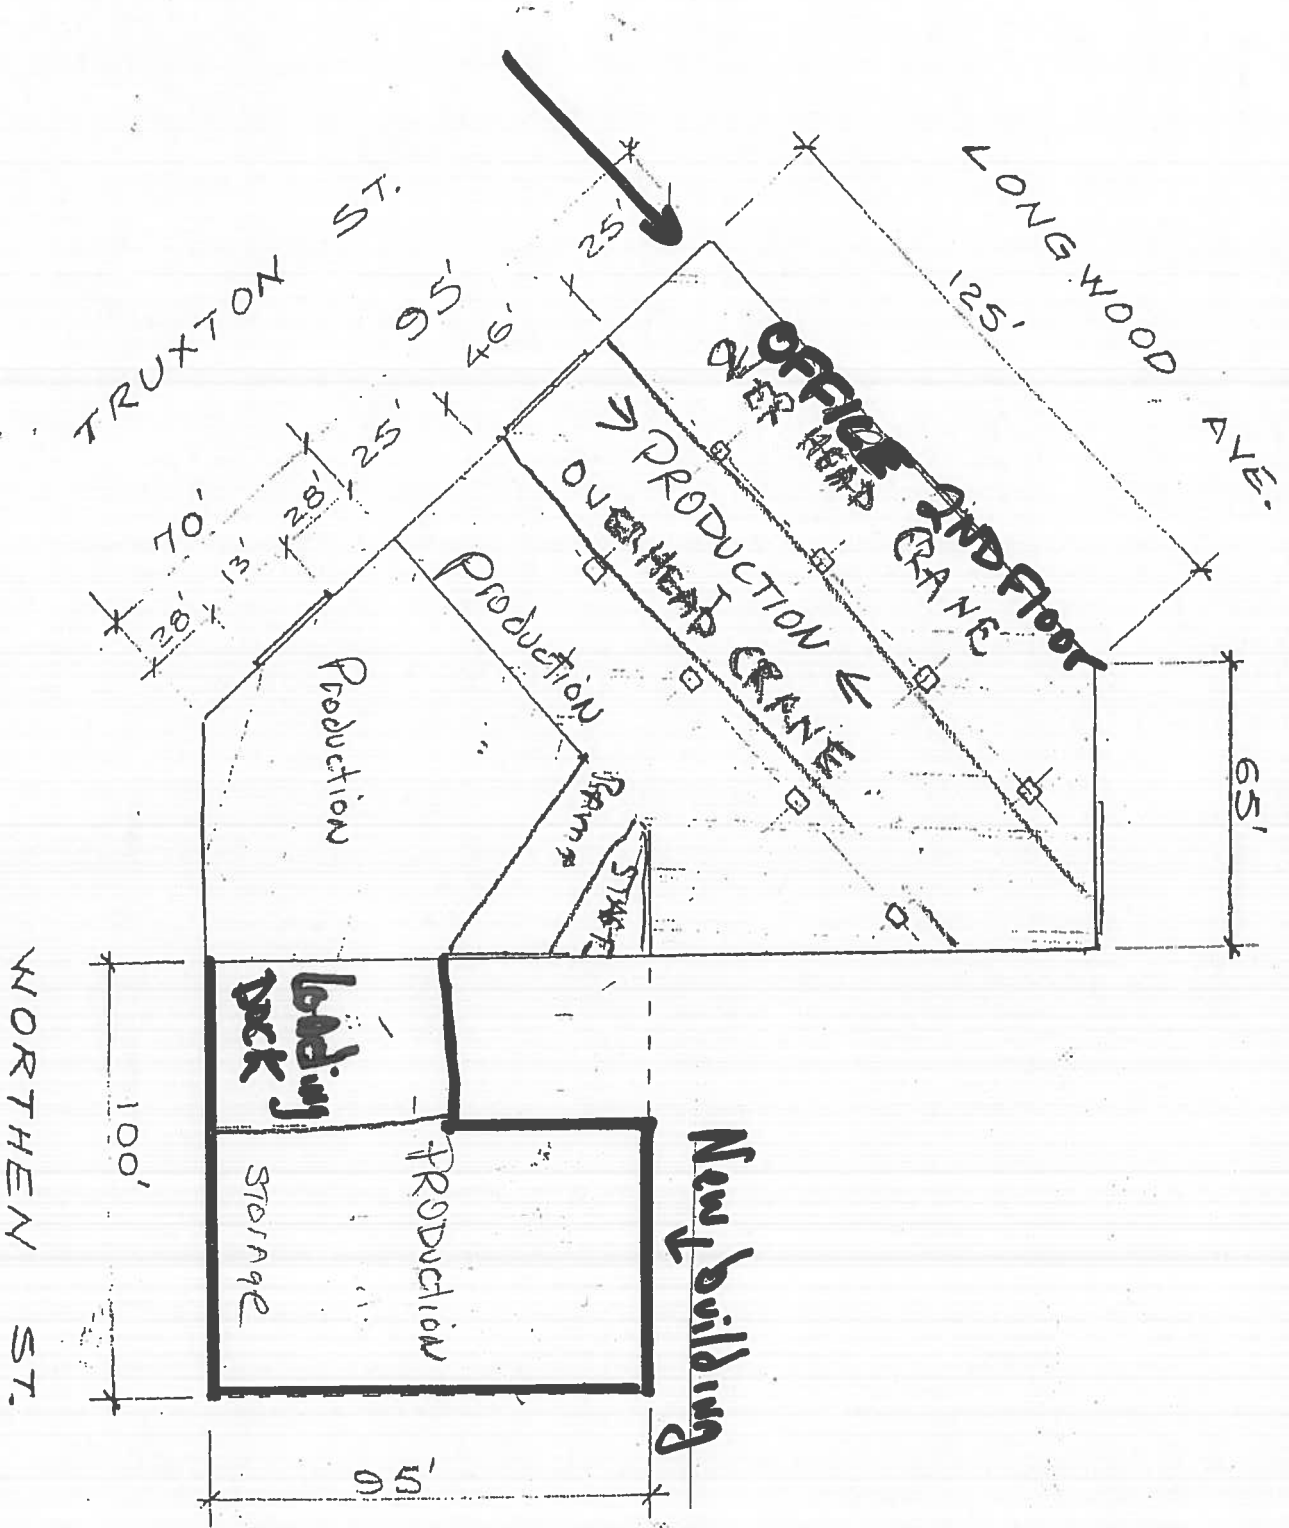 LONGWOOD AVE.
125'
TRUXTON ST.
25'
95'
46'
25'
70'
28'
13'
28'
65'
OFFICE 2ND Floor
OVER HEAD CRANE
PRODUCTION
OVERHEAD CRANE
Production
Production
Ramp
Loading
Dock
PRODUCTION
STORAGE
New building
100'
95'
WORTHEN ST.